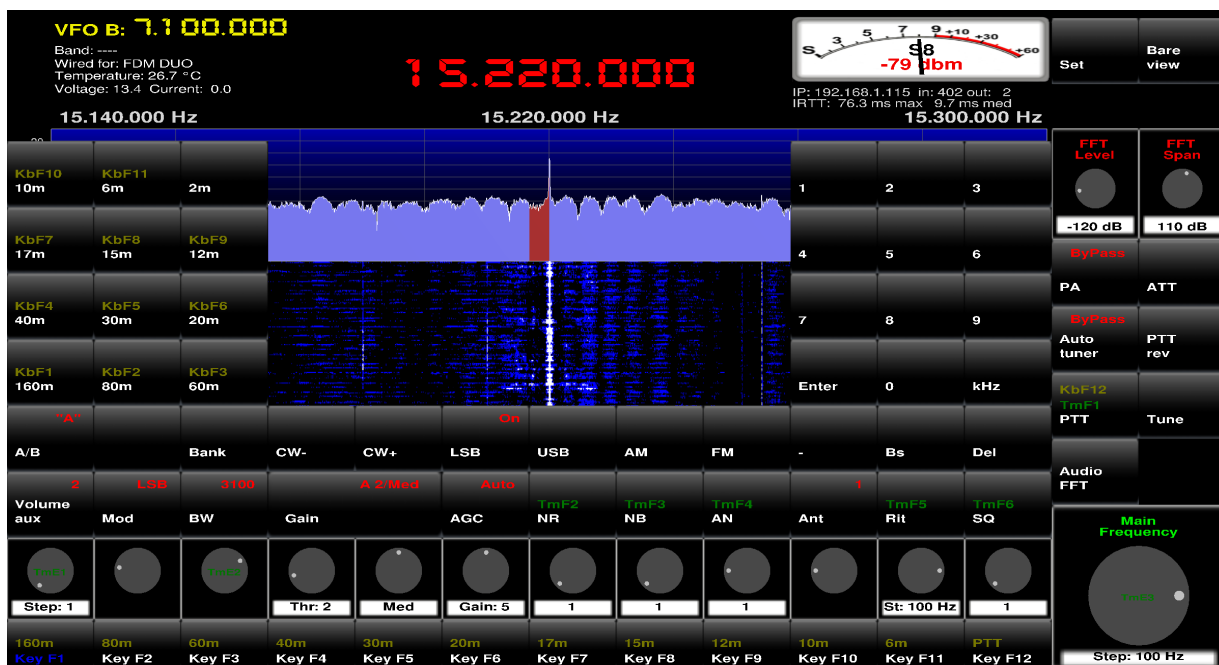 VFO B: 7.100.000
Band: ----
Wired for: FDM DUO
Temperature: 26.7 °C
Voltage: 13.4 Current: 0.0
15.220.000
S 3 5 7 9 +10 +30 +60
S8
-79 dbm
IP: 192.168.1.115 in: 402 out: 2
IRTT: 76.3 ms max 9.7 ms med
Set
Bare view
15.140.000 Hz 15.220.000 Hz 15.300.000 Hz
FFT Level
FFT Span
-120 dB
110 dB
KbF10 KbF11
10m 6m 2m
1 2 3
KbF7 KbF8 KbF9
17m 15m 12m
4 5 6
ByPass
PA ATT
KbF4 KbF5 KbF6
40m 30m 20m
7 8 9
ByPass
Auto tuner
PTT rev
KbF1 KbF2 KbF3
160m 80m 60m
Enter 0 kHz
KbF12
TmF1
PTT Tune
"A" On
A/B Bank CW- CW+ LSB USB AM FM - Bs Del
Audio FFT
2 LSB 3100 A 2/Med Auto 1
TmF2 TmF3 TmF4 TmF5 TmF6
Volume aux Mod BW Gain AGC NR NB AN Ant Rit SQ
Main Frequency
Step: 1 Thr: 2 Med Gain: 5 1 1 1 St: 100 Hz 1
160m 80m 60m 40m 30m 20m 17m 15m 12m 10m 6m PTT
Key F1 Key F2 Key F3 Key F4 Key F5 Key F6 Key F7 Key F8 Key F9 Key F10 Key F11 Key F12
Step: 100 Hz